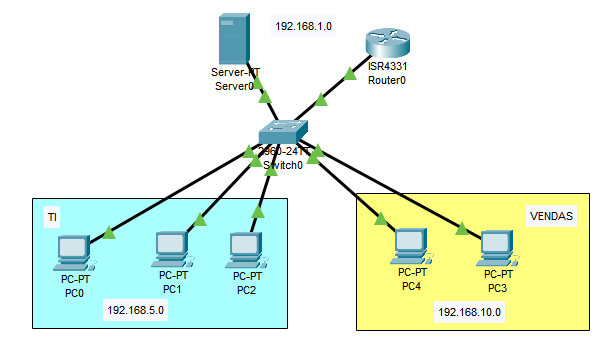 192.168.1.0
Server-PT
Server0
ISR4331
Router0
2960-24TT
Switch0
TI
VENDAS
PC-PT
PC0
PC-PT
PC1
PC-PT
PC2
PC-PT
PC4
PC-PT
PC3
192.168.5.0
192.168.10.0